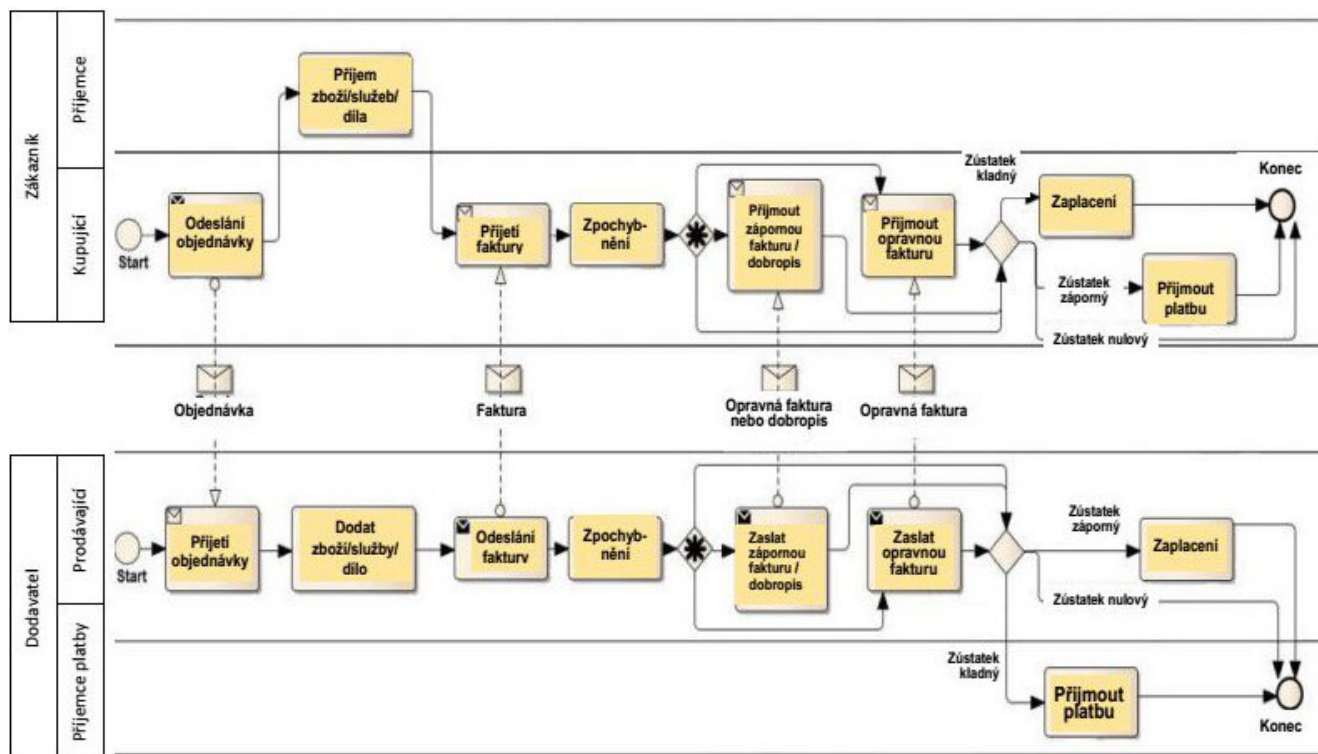 Zákazník
Příjemce
Kupující
Příjem
zboží/služeb/
díla
Start
Odeslání
objednávky
Přijetí
faktury
Zpochyb-
nění
Přijmout
zápornou
fakturu /
dobropis
Přijmout
opravnou
fakturu
Zůstatek
kladný
Zaplacení
Konec
Zůstatek
záporný
Přijmout
platbu
Zůstatek nulový
Objednávka
Faktura
Opravná faktura
nebo dobropis
Opravná faktura
Dodavatel
Prodávající
Příjemce platby
Start
Přijetí
objednávky
Dodat
zboží/služby/
dílo
Odeslání
faktury
Zpochyb-
nění
Zaslat
zápornou
fakturu /
dobropis
Zaslat
opravnou
fakturu
Zůstatek
záporný
Zaplacení
Zůstatek nulový
Zůstatek
kladný
Přijmout
platbu
Konec